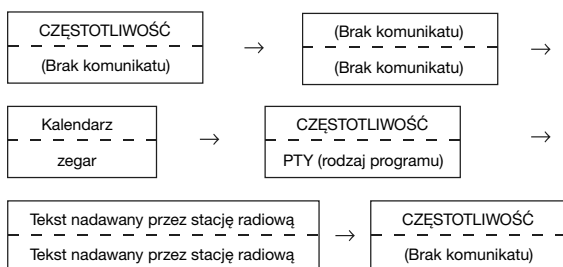 CZĘSTOTLIWOŚĆ
(Brak komunikatu)
→
(Brak komunikatu)
(Brak komunikatu)
→
Kalendarz
zegar
→
CZĘSTOTLIWOŚĆ
PTY (rodzaj programu)
→
Tekst nadawany przez stację radiową
Tekst nadawany przez stację radiową
→
CZĘSTOTLIWOŚĆ
(Brak komunikatu)